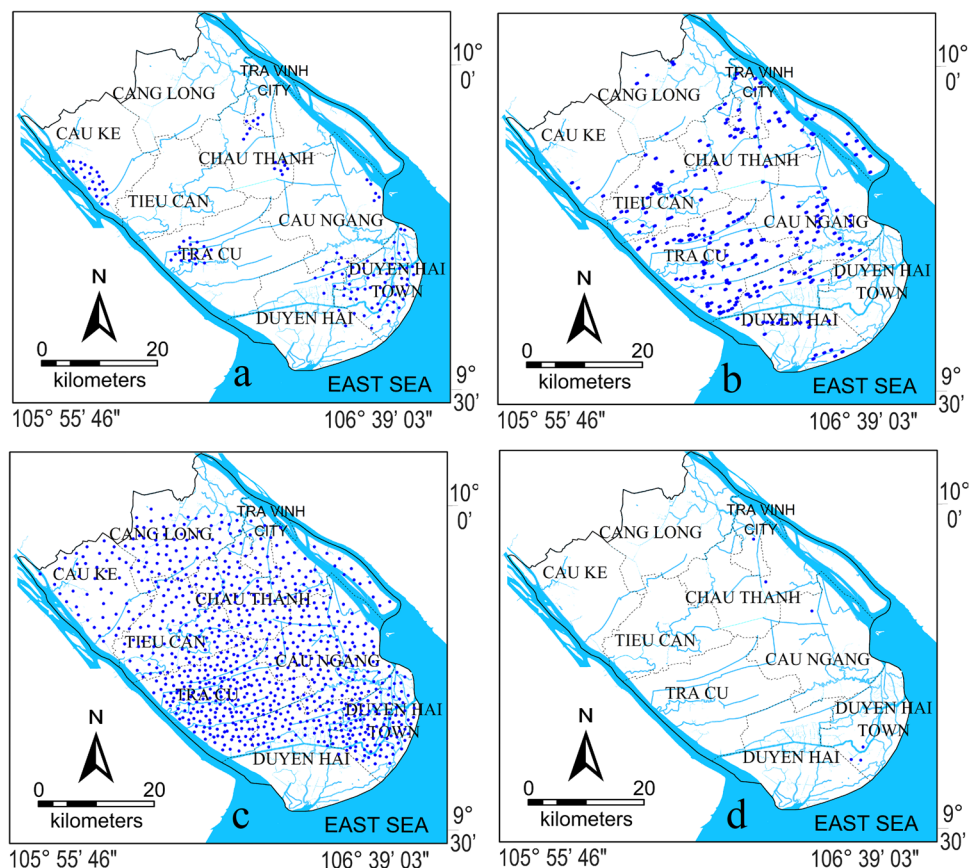 10°
0'
TRA VINH
CITY
CANG LONG
CAU KE
CHAU THANH
TIEU CAN
CAU NGANG
TRA CU
DUYEN HAI
TOWN
DUYEN HAI
N
0 20
kilometers
a
EAST SEA
9°
30'
105° 55' 46" 106° 39' 03"
10°
0'
TRA VINH
CITY
CANG LONG
CAU KE
CHAU THANH
TIEU CAN
CAU NGANG
TRA CU
DUYEN HAI
TOWN
DUYEN HAI
N
0 20
kilometers
b
EAST SEA
9°
30'
105° 55' 46" 106° 39' 03"
10°
0'
TRA VINH
CITY
CANG LONG
CAU KE
CHAU THANH
TIEU CAN
CAU NGANG
TRA CU
DUYEN HAI
TOWN
DUYEN HAI
N
0 20
kilometers
c
EAST SEA
9°
30'
105° 55' 46" 106° 39' 03"
10°
0'
TRA VINH
CITY
CANG LONG
CAU KE
CHAU THANH
TIEU CAN
CAU NGANG
TRA CU
DUYEN HAI
TOWN
DUYEN HAI
N
0 20
kilometers
d
EAST SEA
9°
30'
105° 55' 46" 106° 39' 03"